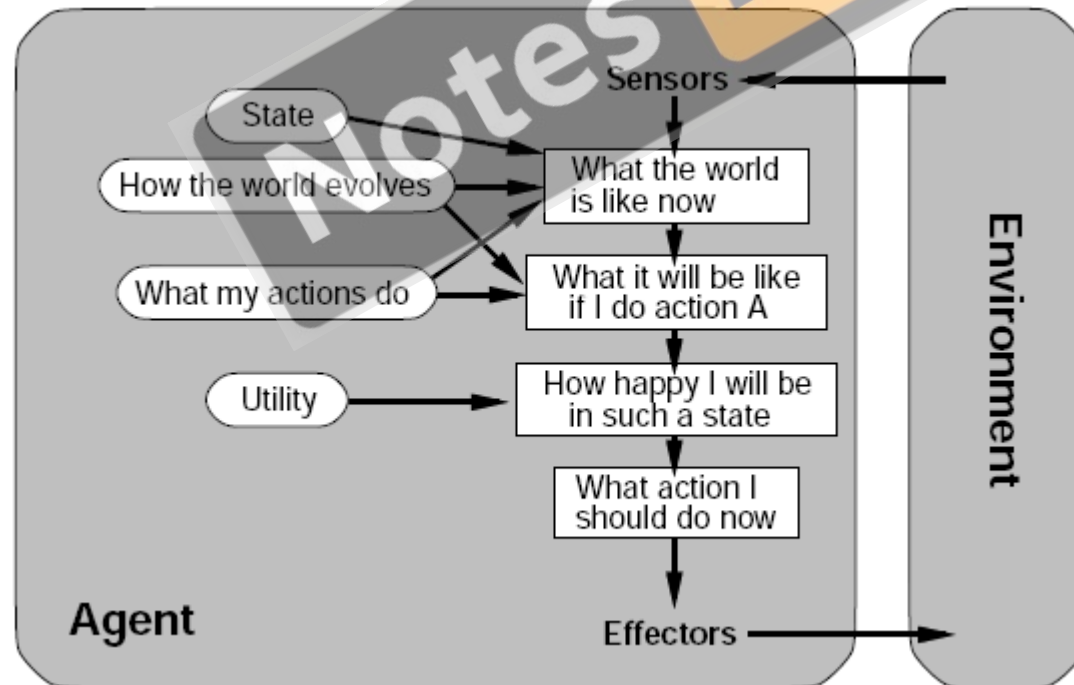 Sensors
State
What the world
is like now
How the world evolves
What it will be like
if I do action A
What my actions do
How happy I will be
in such a state
Utility
What action I
should do now
Agent
Effectors
Environment
Notes